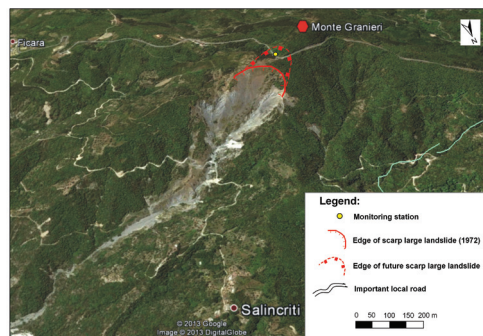 Monte Granieri
Ficara
N
Legend:
Monitoring station
Edge of scarp large landslide (1972)
Edge of future scarp large landslide
Important local road
0 50 100 200 m
Salincriti
© 2013 Google
Image © 2013 DigitalGlobe